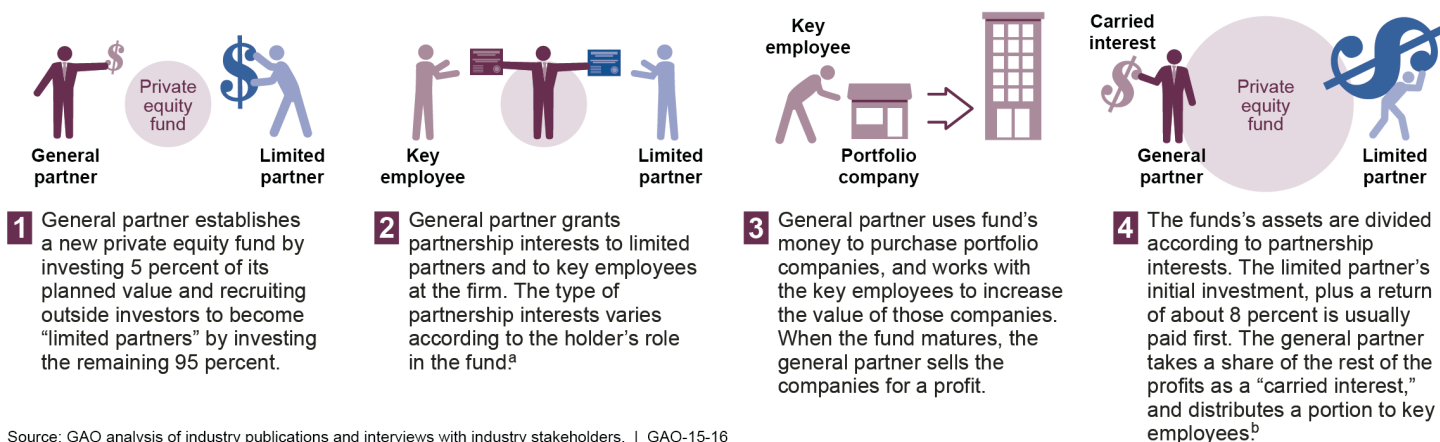 Private
equity
fund
General
partner
Limited
partner
1 General partner establishes
a new private equity fund by
investing 5 percent of its
planned value and recruiting
outside investors to become
“limited partners” by investing
the remaining 95 percent.
Key
employee
Limited
partner
2 General partner grants
partnership interests to limited
partners and to key employees
at the firm. The type of
partnership interests varies
according to the holder’s role
in the fund.a
Key
employee
Portfolio
company
3 General partner uses fund’s
money to purchase portfolio
companies, and works with
the key employees to increase
the value of those companies.
When the fund matures, the
general partner sells the
companies for a profit.
Carried
interest
Private
equity
fund
General
partner
Limited
partner
4 The funds’s assets are divided
according to partnership
interests. The limited partner’s
initial investment, plus a return
of about 8 percent is usually
paid first. The general partner
takes a share of the rest of the
profits as a “carried interest,”
and distributes a portion to key
employees.b
Source: GAO analysis of industry publications and interviews with industry stakeholders. | GAO-15-16